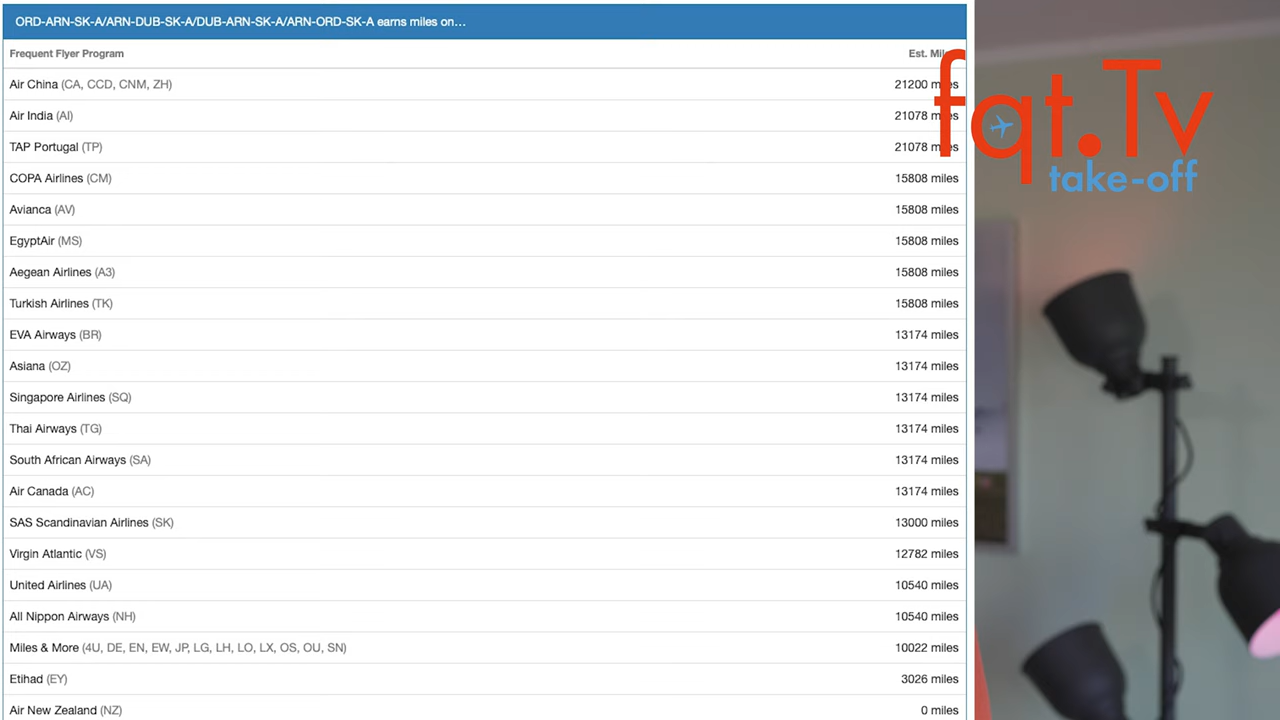 ORD-ARN-SK-A/ARN-DUB-SK-A/DUB-ARN-SK-A/ARN-ORD-SK-A earns miles on…
Frequent Flyer Program Est. Miles
Air China (CA, CCD, CNM, ZH) 21200 miles
Air India (AI) 21078 miles
TAP Portugal (TP) 21078 miles
COPA Airlines (CM) 15808 miles
Avianca (AV) 15808 miles
EgyptAir (MS) 15808 miles
Aegean Airlines (A3) 15808 miles
Turkish Airlines (TK) 15808 miles
EVA Airways (BR) 13174 miles
Asiana (OZ) 13174 miles
Singapore Airlines (SQ) 13174 miles
Thai Airways (TG) 13174 miles
South African Airways (SA) 13174 miles
Air Canada (AC) 13174 miles
SAS Scandinavian Airlines (SK) 13000 miles
Virgin Atlantic (VS) 12782 miles
United Airlines (UA) 10540 miles
All Nippon Airways (NH) 10540 miles
Miles & More (4U, DE, EN, EW, JP, LG, LH, LO, LX, OS, OU, SN) 10022 miles
Etihad (EY) 3026 miles
Air New Zealand (NZ) 0 miles
fqt.Tv
take-off